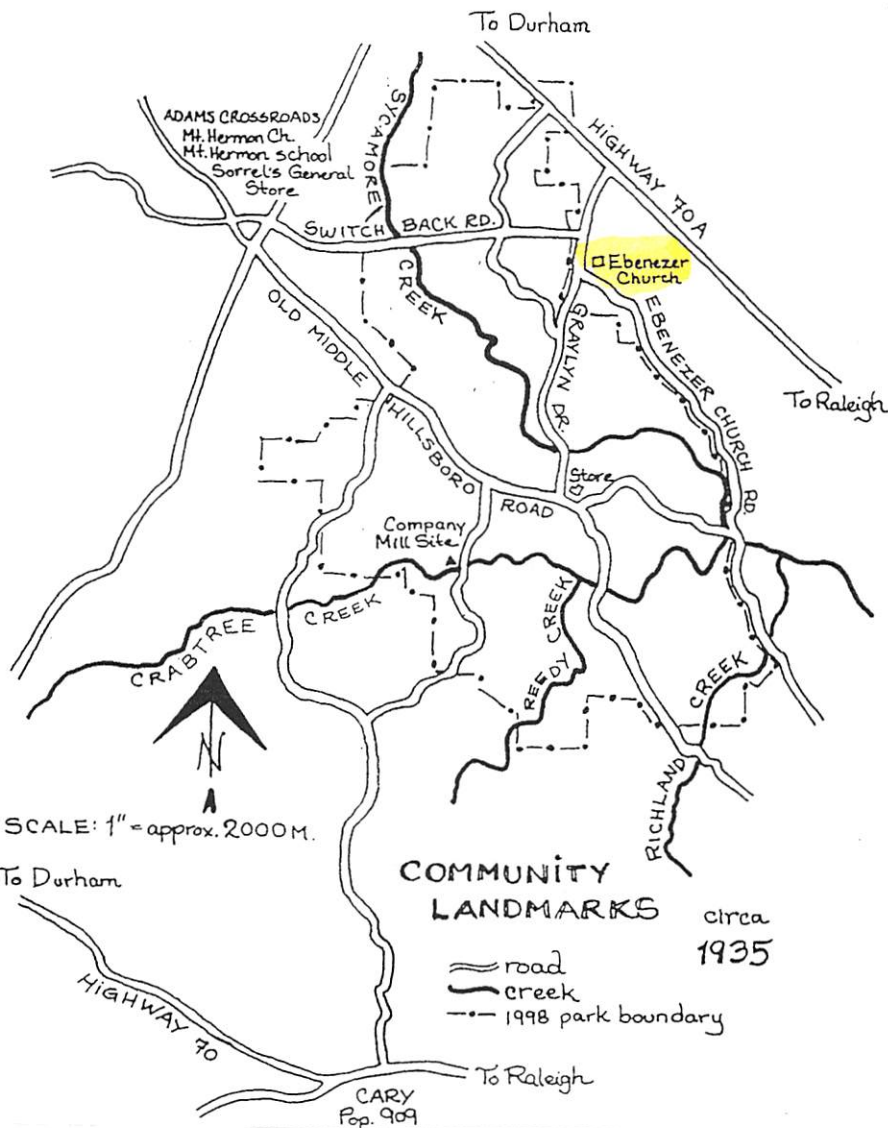 To Durham
HIGHWAY 70A
To Raleigh
ADAMS CROSSROADS
Mt. Hermon Ch.
Mt. Hermon school
Sorrel's General
Store
SYCAMORE
CREEK
SWITCH BACK RD.
Ebenezer
Church
EBENEZER CHURCH RD.
GRAYLYN DR.
OLD MIDDLE
HILLSBORO
ROAD
Store
Company
Mill Site
CRABTREE CREEK
REEDY CREEK
RICHLAND CREEK
N
SCALE: 1" = approx. 2000 M.
To Durham
HIGHWAY 70
To Raleigh
CARY
Pop. 909
COMMUNITY
LANDMARKS
circa
1935
road
creek
1998 park boundary